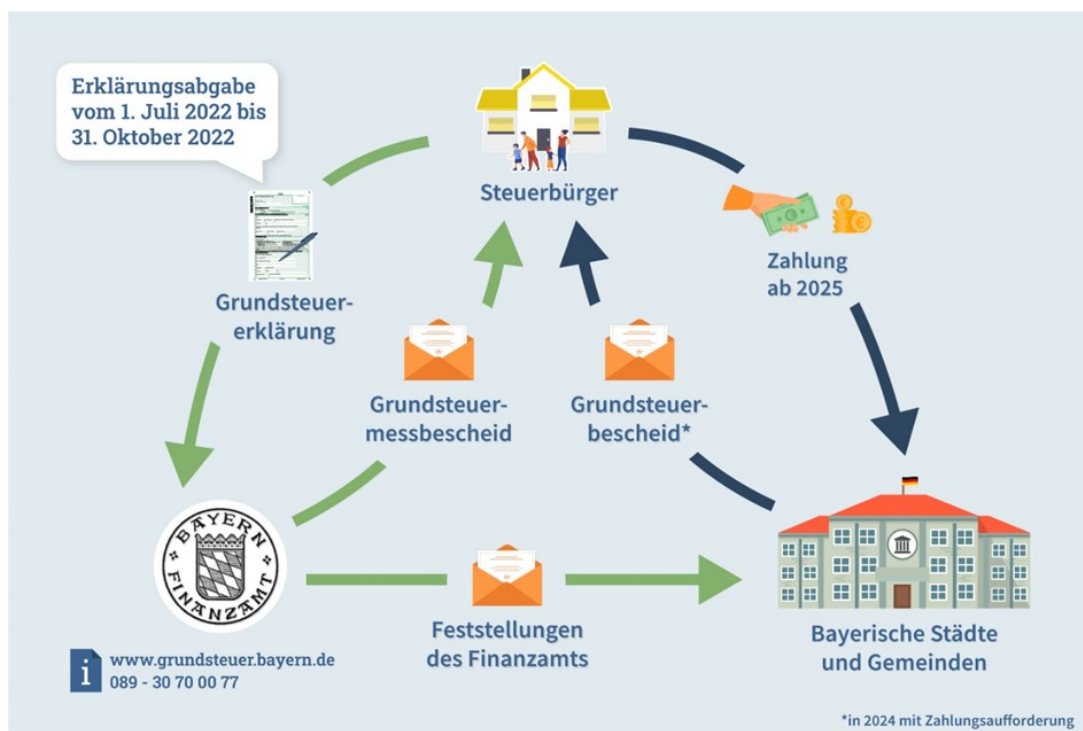 Erklärungsabgabe
vom 1. Juli 2022 bis
31. Oktober 2022
Steuerbürger
Zahlung
ab 2025
Grundsteuer-
erklärung
Grundsteuer-
messbescheid
Grundsteuer-
bescheid*
BAYERN
FINANZAMT
Feststellungen
des Finanzamts
Bayerische Städte
und Gemeinden
i
www.grundsteuer.bayern.de
089 - 30 70 00 77
*in 2024 mit Zahlungsaufforderung